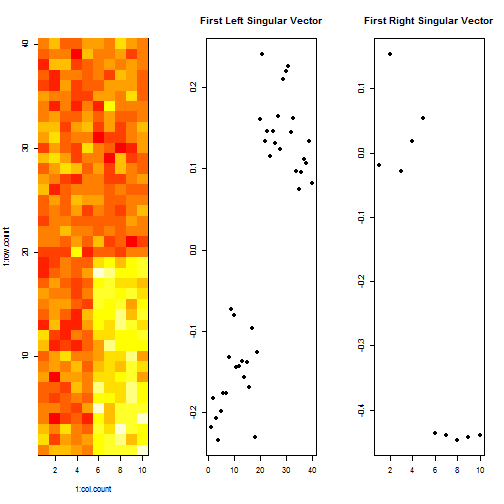 First Left Singular Vector
First Right Singular Vector
40
30
20
10
1:row.count
2 4 6 8 10
1:col.count
0.2
0.1
0.0
-0.1
-0.2
0 10 20 30 40
0.1
0.0
-0.1
-0.2
-0.3
-0.4
2 4 6 8 10